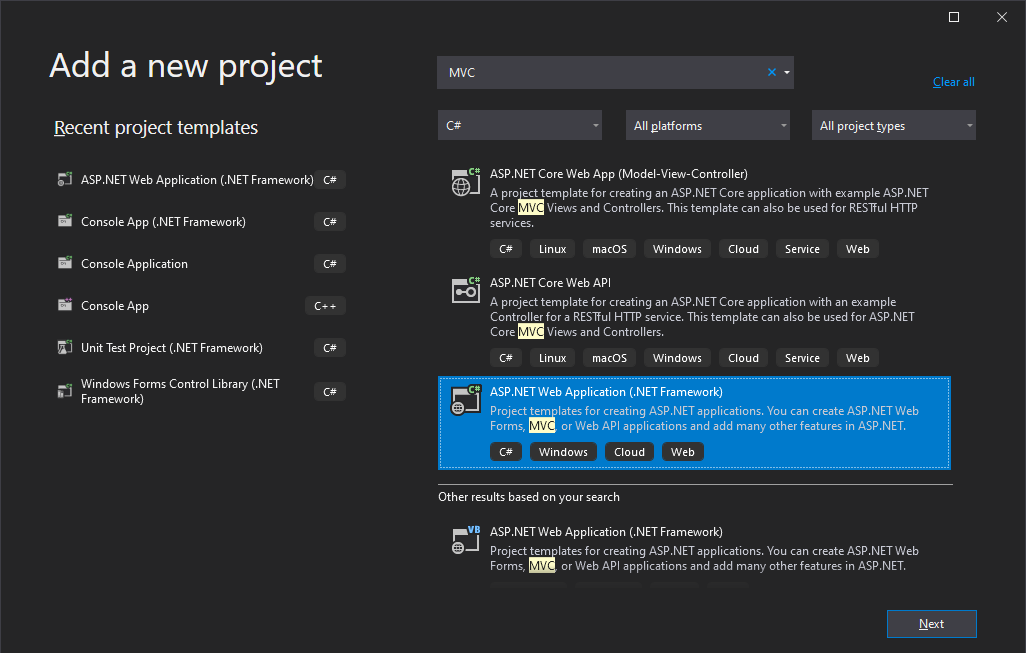 Add a new project
MVC
Clear all
C#
All platforms
All project types
Recent project templates
ASP.NET Web Application (.NET Framework)
C#
Console App (.NET Framework)
C#
Console Application
C#
Console App
C++
Unit Test Project (.NET Framework)
C#
Windows Forms Control Library (.NET
Framework)
C#
C#
ASP.NET Core Web App (Model-View-Controller)
A project template for creating an ASP.NET Core application with example ASP.NET
Core MVC Views and Controllers. This template can also be used for RESTful HTTP
services.
C# Linux macOS Windows Cloud Service Web
C#
ASP.NET Core Web API
A project template for creating an ASP.NET Core application with an example
Controller for a RESTful HTTP service. This template can also be used for ASP.NET
Core MVC Views and Controllers.
C# Linux macOS Windows Cloud Service Web
C#
ASP.NET Web Application (.NET Framework)
Project templates for creating ASP.NET applications. You can create ASP.NET Web
Forms, MVC, or Web API applications and add many other features in ASP.NET.
C# Windows Cloud Web
Other results based on your search
VB
ASP.NET Web Application (.NET Framework)
Project templates for creating ASP.NET applications. You can create ASP.NET Web
Forms, MVC, or Web API applications and add many other features in ASP.NET.
Next